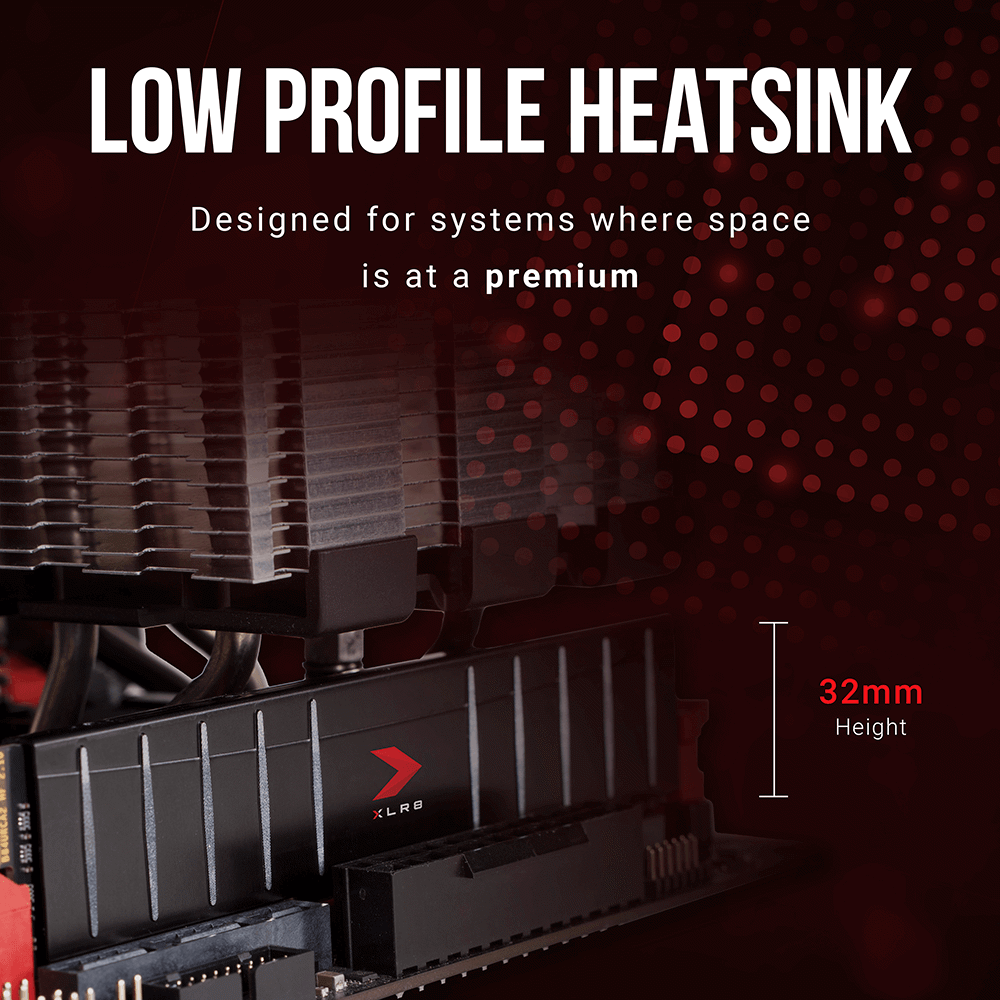 LOW PROFILE HEATSINK
Designed for systems where space
is at a premium
32mm
Height
XLR8